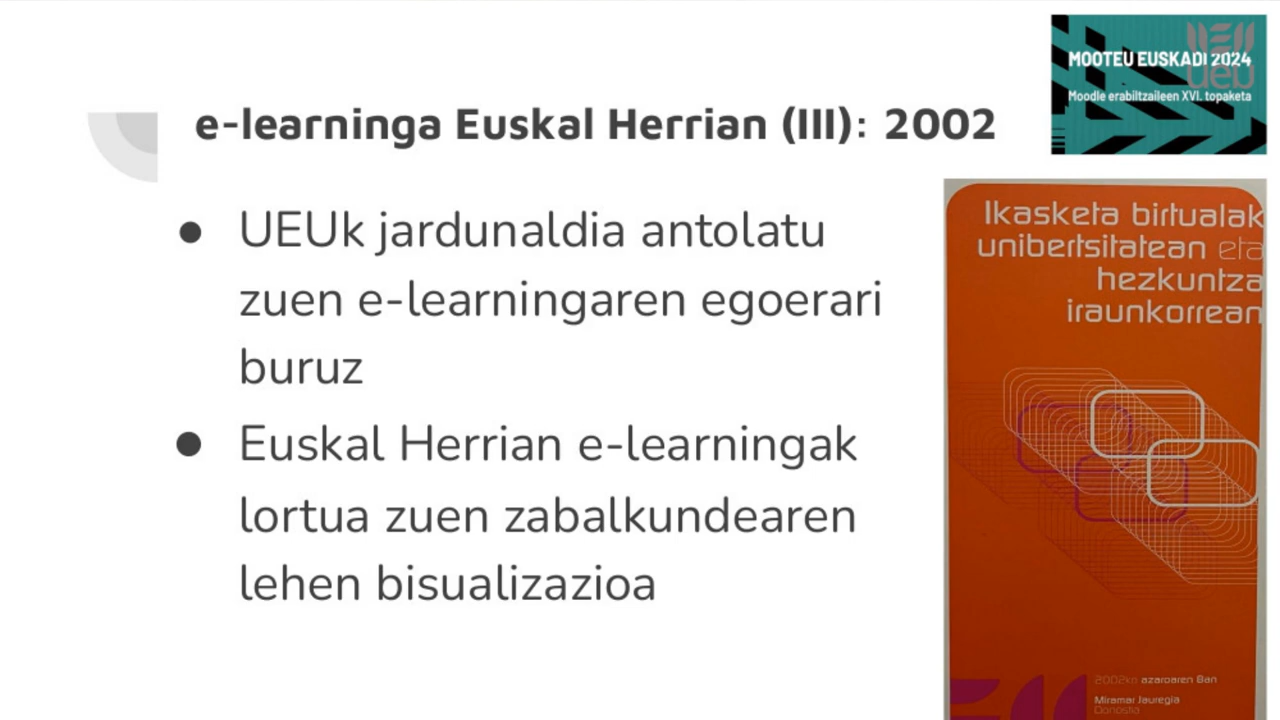 MOOTEU EUSKADI 2024
Moodle erabiltzaileen XVI. topaketa
ueu
e-learninga Euskal Herrian (III): 2002
● UEUk jardunaldia antolatu
zuen e-learningaren egoerari
buruz
● Euskal Herrian e-learningak
lortua zuen zabalkundearen
lehen bisualizazioa
Ikasketa birtualak
unibertsitatean eta
hezkuntza
iraunkorrean
2002ko azaroaren 8an
Miramar Jauregia
Donostia